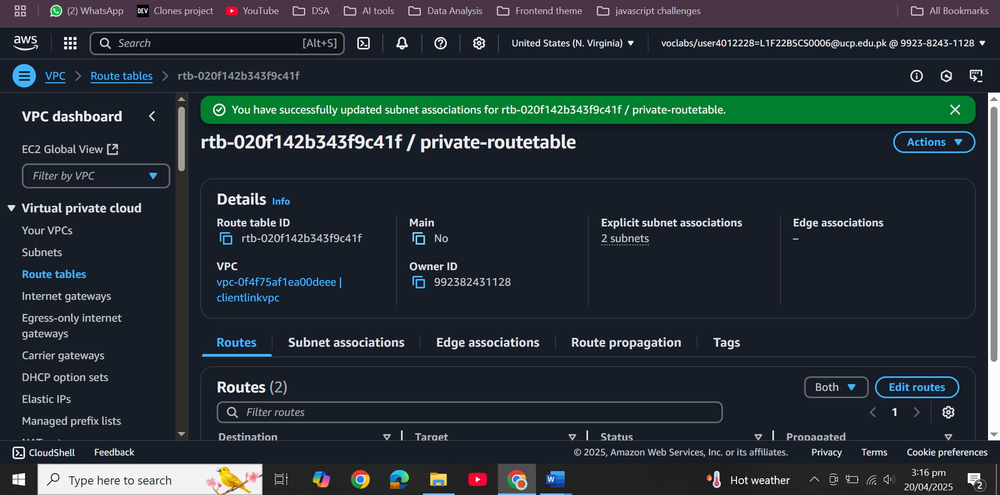 (2) WhatsApp
DEV Clones project
YouTube
DSA
AI tools
Data Analysis
Frontend theme
javascript challenges
All Bookmarks
aws
Search [Alt+S]
United States (N. Virginia)
voclabs/user4012228=L1F22BSCS0006@ucp.edu.pk @ 9923-8243-1128
VPC
Route tables
rtb-020f142b343f9c41f
VPC dashboard
EC2 Global View
Filter by VPC
Virtual private cloud
Your VPCs
Subnets
Route tables
Internet gateways
Egress-only internet
gateways
Carrier gateways
DHCP option sets
Elastic IPs
Managed prefix lists
You have successfully updated subnet associations for rtb-020f142b343f9c41f / private-routetable.
rtb-020f142b343f9c41f / private-routetable
Actions
Details Info
Route table ID
rtb-020f142b343f9c41f
Main
No
Explicit subnet associations
2 subnets
Edge associations
–
VPC
vpc-0f4f75af1ea00deee |
clientlinkvpc
Owner ID
992382431128
Routes
Subnet associations
Edge associations
Route propagation
Tags
Routes (2)
Both
Edit routes
Filter routes
1
Destination
Target
Status
Propagated
CloudShell
Feedback
© 2025, Amazon Web Services, Inc. or its affiliates.
Privacy
Terms
Cookie preferences
Type here to search
W
Hot weather
3:16 pm
20/04/2025
2